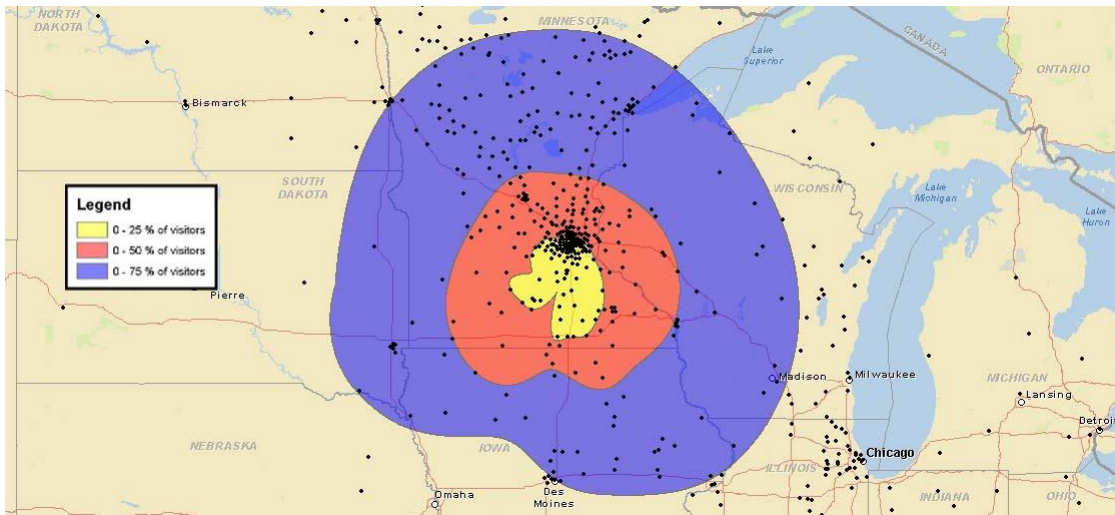 NORTH
DAKOTA
MINNESOTA
CANADA
Lake
Superior
ONTARIO
Bismarck
SOUTH
DAKOTA
WISCONSIN
Lake
Michigan
Lake
Huron
Legend
0 - 25 % of visitors
0 - 50 % of visitors
0 - 75 % of visitors
Pierre
Madison
Milwaukee
MICHIGAN
Lansing
Detroi
NEBRASKA
IOWA
Chicago
ILLINOIS
Omaha
Des
Moines
INDIANA
OHIO